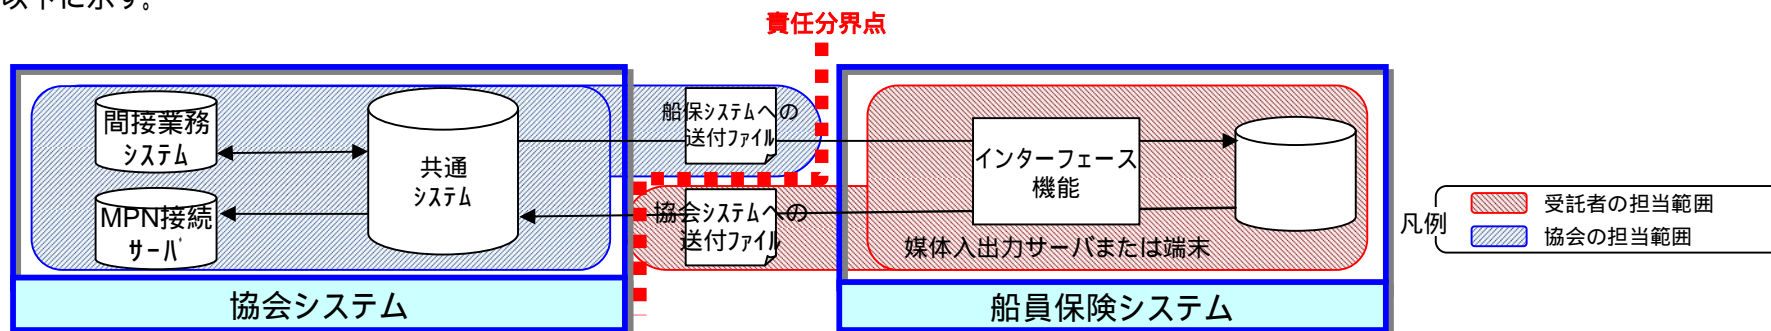 以下に示す。
責任分界点
間接業務
システム
MPN接続
サーバ
共通
システム
船保システムへの
送付ファイル
協会システムへの
送付ファイル
インターフェース
機能
媒体入出力サーバまたは端末
協会システム
船員保険システム
凡例
受託者の担当範囲
協会の担当範囲